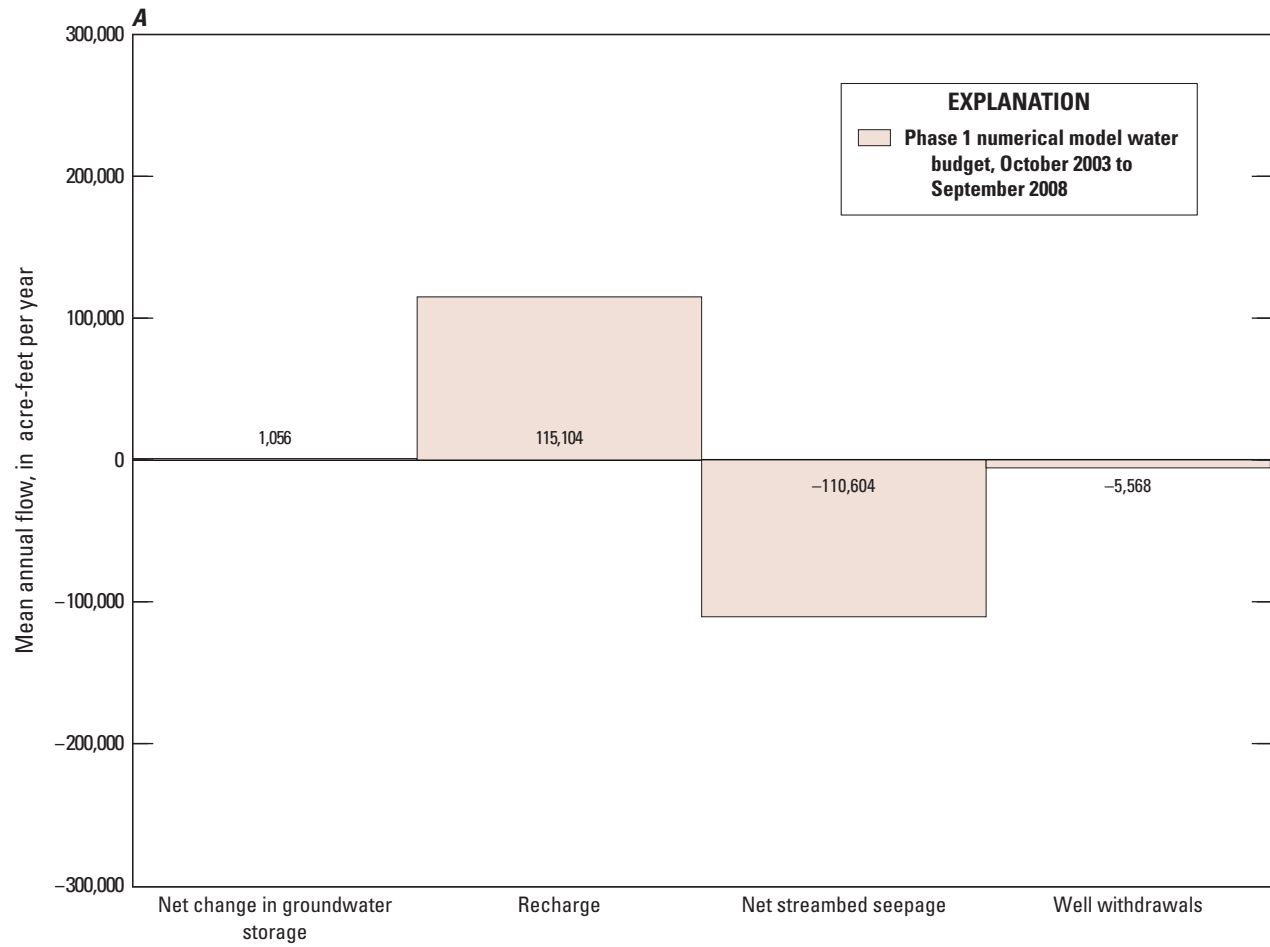 A
300,000
200,000
100,000
0
−100,000
−200,000
−300,000
Mean annual flow, in acre-feet per year
EXPLANATION
Phase 1 numerical model water
budget, October 2003 to
September 2008
1,056
115,104
−110,604
−5,568
Net change in groundwater
storage
Recharge
Net streambed seepage
Well withdrawals